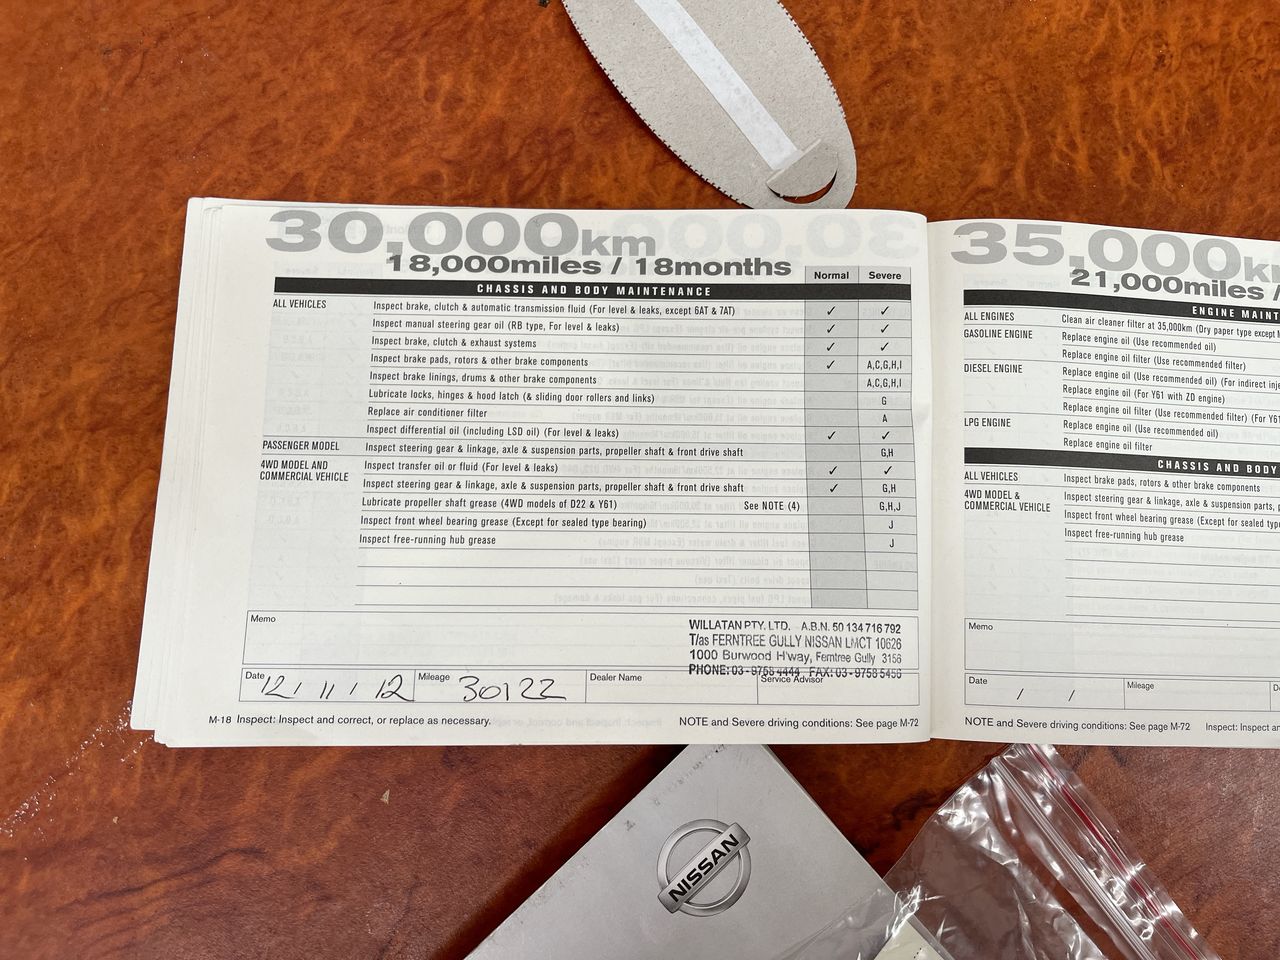 30,000km
18,000miles / 18months
Normal Severe
CHASSIS AND BODY MAINTENANCE
ALL VEHICLES Inspect brake, clutch & automatic transmission fluid (For level & leaks, except 6AT & 7AT) ✓ ✓
Inspect manual steering gear oil (RB type, For level & leaks) ✓ ✓
Inspect brake, clutch & exhaust systems ✓ ✓
Inspect brake pads, rotors & other brake components ✓ A,C,G,H,I
Inspect brake linings, drums & other brake components A,C,G,H,I
Lubricate locks, hinges & hood latch (& sliding door rollers and links) G
Replace air conditioner filter A
Inspect differential oil (including LSD oil) (For level & leaks) ✓ ✓
PASSENGER MODEL Inspect steering gear & linkage, axle & suspension parts, propeller shaft & front drive shaft G,H
4WD MODEL AND Inspect transfer oil or fluid (For level & leaks) ✓ ✓
COMMERCIAL VEHICLE Inspect steering gear & linkage, axle & suspension parts, propeller shaft & front drive shaft ✓ G,H
Lubricate propeller shaft grease (4WD models of D22 & Y61) See NOTE (4) G,H,J
Inspect front wheel bearing grease (Except for sealed type bearing) J
Inspect free-running hub grease J
Memo
WILLATAN PTY. LTD. A.B.N. 50 134 716 792
T/as FERNTREE GULLY NISSAN LMCT 10626
1000 Burwood H'way, Ferntree Gully 3156
PHONE: 03 - 9758 4444 FAX: 03 - 9758 5456
Date 12 / 11 / 12 Mileage 30122 Dealer Name Service Advisor
M-18 Inspect: Inspect and correct, or replace as necessary. NOTE and Severe driving conditions: See page M-72
35,000k
21,000miles /
ENGINE MAINT
ALL ENGINES Clean air cleaner filter at 35,000km (Dry paper type except
GASOLINE ENGINE Replace engine oil (Use recommended oil)
Replace engine oil filter (Use recommended filter)
DIESEL ENGINE Replace engine oil (Use recommended oil) (For indirect inje
Replace engine oil (For Y61 with ZD engine)
Replace engine oil filter (Use recommended filter) (For Y61
LPG ENGINE Replace engine oil (Use recommended oil)
Replace engine oil filter
CHASSIS AND BODY
ALL VEHICLES Inspect brake pads, rotors & other brake components
4WD MODEL & Inspect steering gear & linkage, axle & suspension parts,
COMMERCIAL VEHICLE Inspect front wheel bearing grease (Except for sealed type
Inspect free-running hub grease
Memo
Date / / Mileage D
NOTE and Severe driving conditions: See page M-72 Inspect: Inspect an
NISSAN